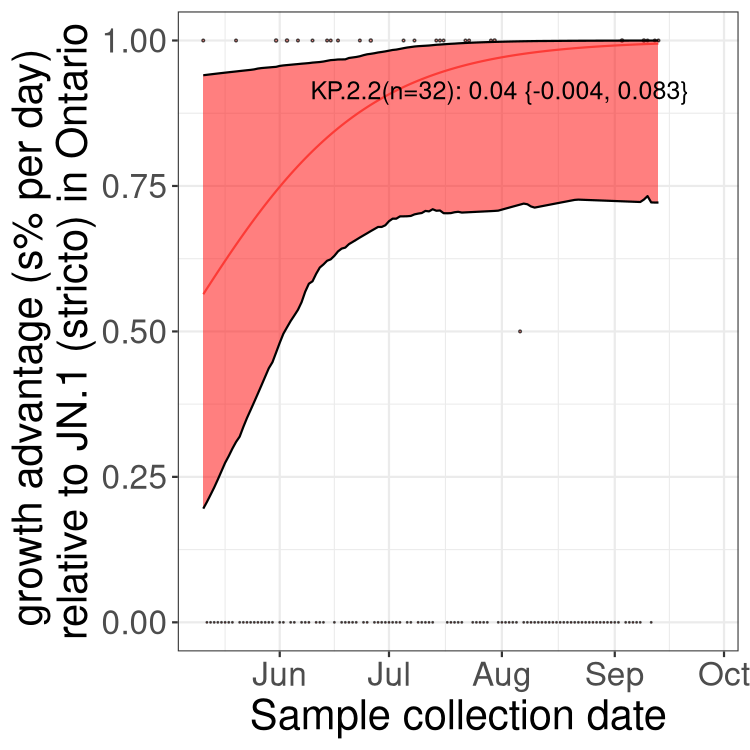 growth advantage (s% per day)
relative to JN.1 (stricto) in Ontario
1.00
0.75
0.50
0.25
0.00
KP.2.2(n=32): 0.04 {-0.004, 0.083}
Jun Jul Aug Sep Oct
Sample collection date